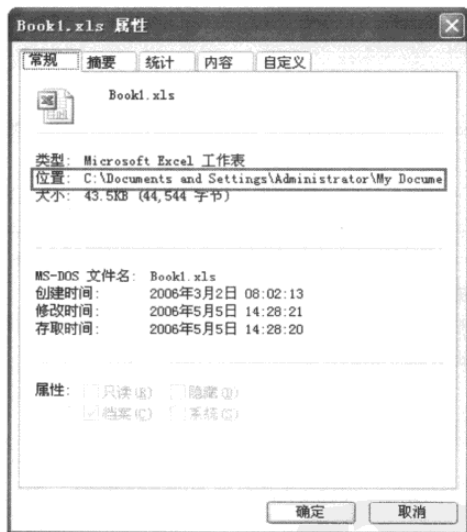 Book1.xls 属性
常规 摘要 统计 内容 自定义
Book1.xls
类型: Microsoft Excel 工作表
位置: C:\Documents and Settings\Administrator\My Docume
大小: 43.5KB (44,544 字节)
MS-DOS 文件名: Book1.xls
创建时间: 2006年3月2日 08:02:13
修改时间: 2006年5月5日 14:28:21
存取时间: 2006年5月5日 14:28:20
属性: 只读(R) 隐藏(D)
档案(C) 系统(S)
确定 取消